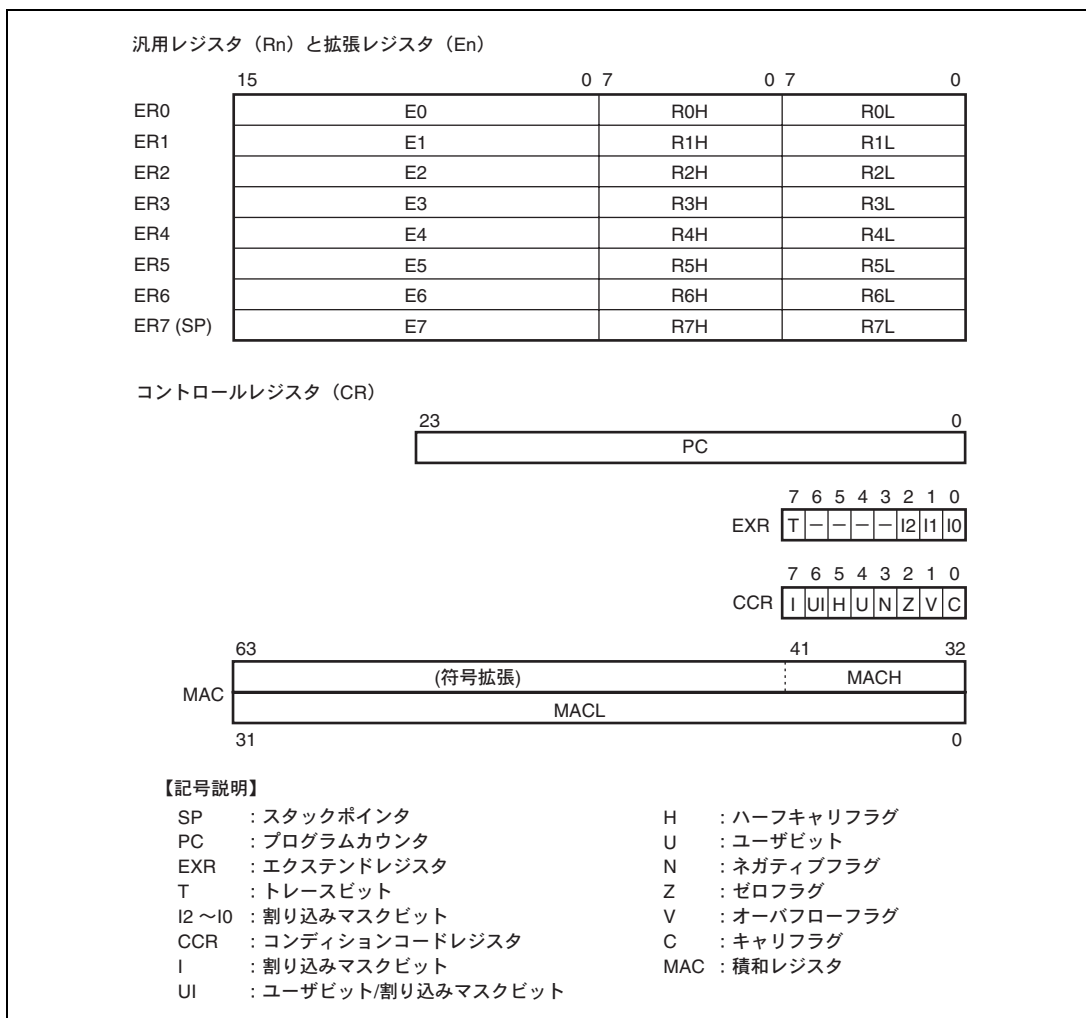 汎用レジスタ（Rn）と拡張レジスタ（En）
15 0 7 0 7 0
ER0 E0 R0H R0L
ER1 E1 R1H R1L
ER2 E2 R2H R2L
ER3 E3 R3H R3L
ER4 E4 R4H R4L
ER5 E5 R5H R5L
ER6 E6 R6H R6L
ER7 (SP) E7 R7H R7L
コントロールレジスタ（CR）
23 0
PC
7 6 5 4 3 2 1 0
EXR T － － － － I2 I1 I0
7 6 5 4 3 2 1 0
CCR I UI H U N Z V C
63 41 32
(符号拡張) MACH
MAC
MACL
31 0
【記号説明】
SP ：スタックポインタ
PC ：プログラムカウンタ
EXR ：エクステンドレジスタ
T ：トレースビット
I2 ～I0 ：割り込みマスクビット
CCR ：コンディションコードレジスタ
I ：割り込みマスクビット
UI ：ユーザビット/割り込みマスクビット
H ：ハーフキャリフラグ
U ：ユーザビット
N ：ネガティブフラグ
Z ：ゼロフラグ
V ：オーバフローフラグ
C ：キャリフラグ
MAC ：積和レジスタ